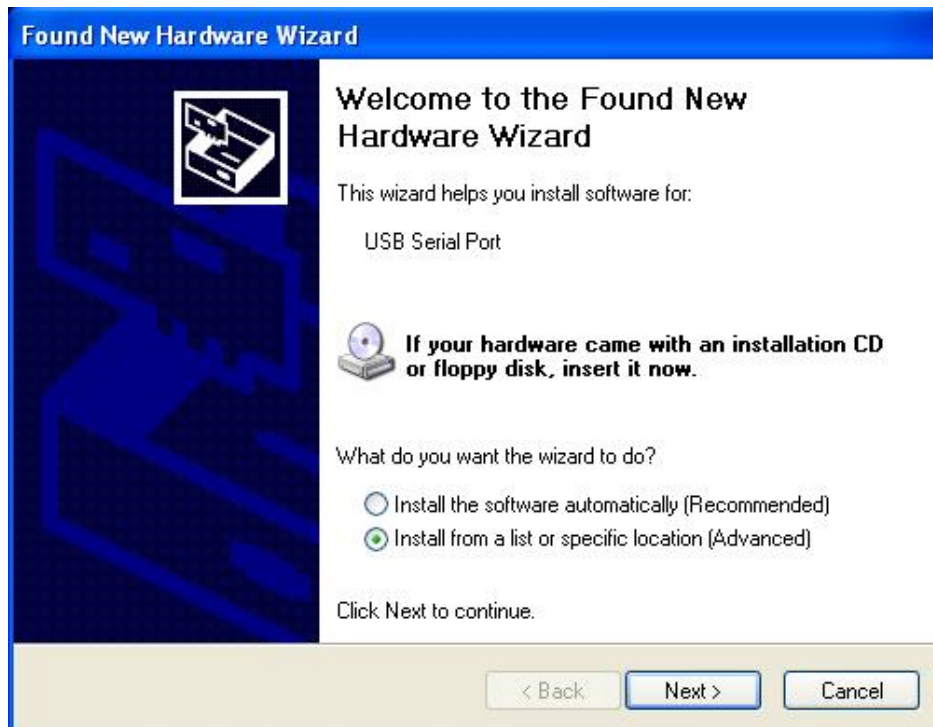 Found New Hardware Wizard
Welcome to the Found New
Hardware Wizard
This wizard helps you install software for:
USB Serial Port
If your hardware came with an installation CD
or floppy disk, insert it now.
What do you want the wizard to do?
Install the software automatically (Recommended)
Install from a list or specific location (Advanced)
Click Next to continue.
< Back
Next >
Cancel